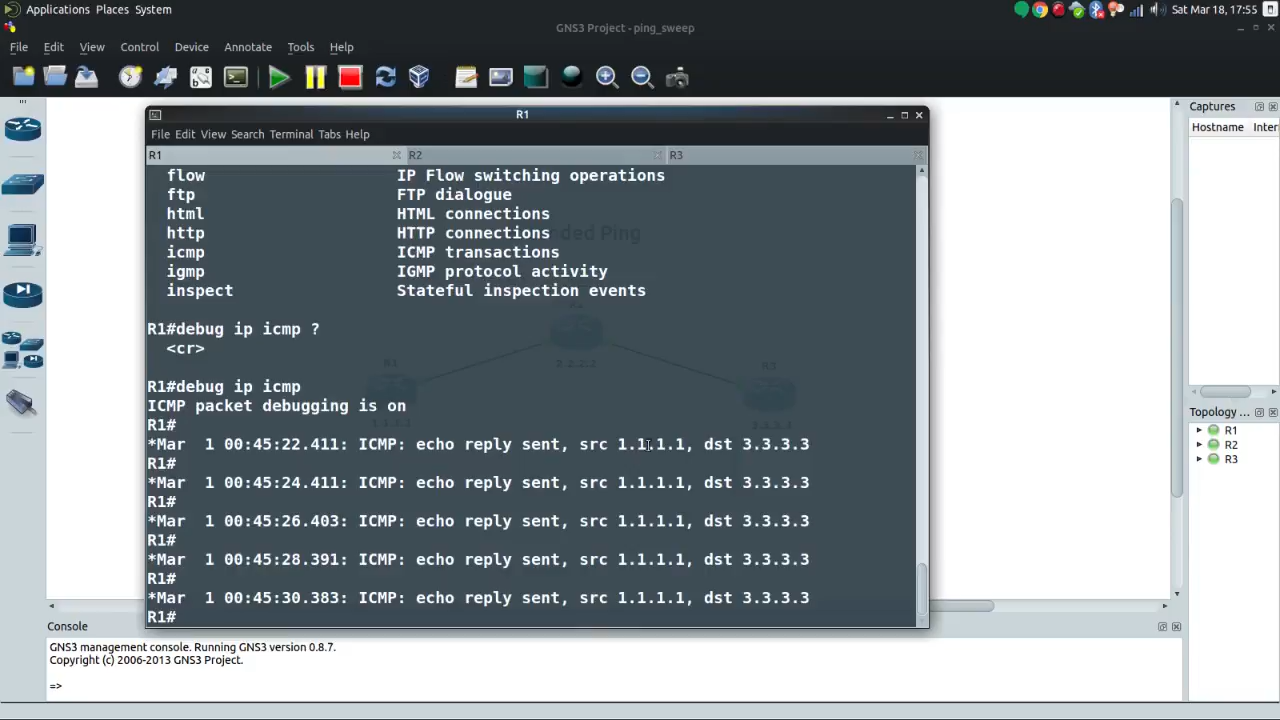 Applications Places System
Sat Mar 18, 17:55
GNS3 Project - ping_sweep
File Edit View Control Device Annotate Tools Help
R1
File Edit View Search Terminal Tabs Help
R1 R2 R3
flow IP Flow switching operations
ftp FTP dialogue
html HTML connections
http HTTP connections
icmp ICMP transactions
igmp IGMP protocol activity
inspect Stateful inspection events
R1#debug ip icmp ?
<cr>
R1#debug ip icmp
ICMP packet debugging is on
R1#
*Mar 1 00:45:22.411: ICMP: echo reply sent, src 1.1.1.1, dst 3.3.3.3
R1#
*Mar 1 00:45:24.411: ICMP: echo reply sent, src 1.1.1.1, dst 3.3.3.3
R1#
*Mar 1 00:45:26.403: ICMP: echo reply sent, src 1.1.1.1, dst 3.3.3.3
R1#
*Mar 1 00:45:28.391: ICMP: echo reply sent, src 1.1.1.1, dst 3.3.3.3
R1#
*Mar 1 00:45:30.383: ICMP: echo reply sent, src 1.1.1.1, dst 3.3.3.3
R1#
Ping
2.2.2.2
R1
R3
Captures
Hostname Inter
Topology ...
R1
R2
R3
Console
GNS3 management console. Running GNS3 version 0.8.7.
Copyright (c) 2006-2013 GNS3 Project.
=>